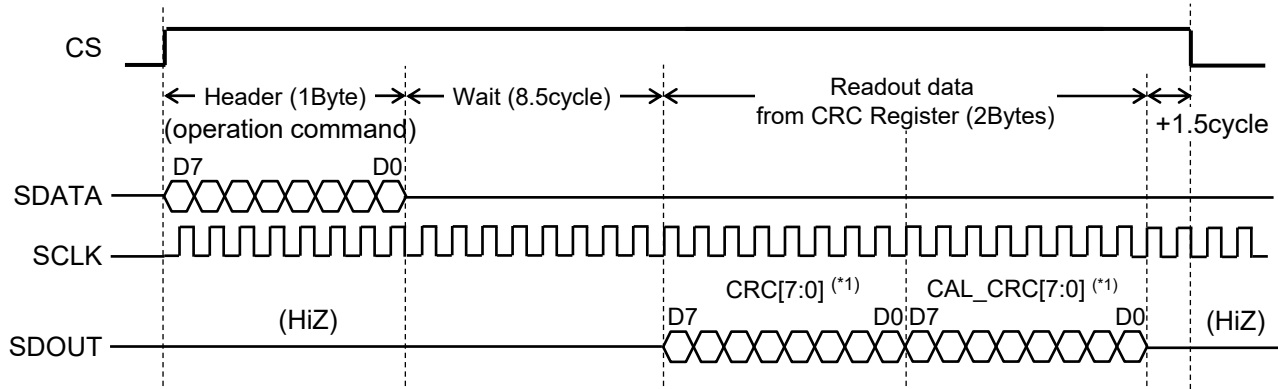 CS
Header (1Byte)
(operation command)
Wait (8.5cycle)
Readout data
from CRC Register (2Bytes)
+1.5cycle
D7 D0
SDATA
SCLK
CRC[7:0] (*1) CAL_CRC[7:0] (*1)
D7 D0 D7 D0
(HiZ) (HiZ)
SDOUT